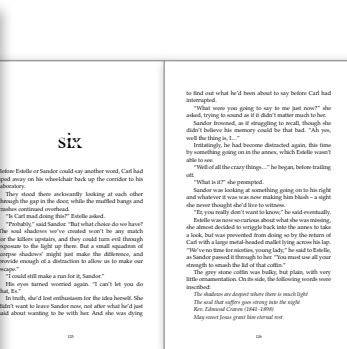 six
Before Estelle or Sandor could say another word, Carl had
sped away on his wheelchair back up the corridor to his
laboratory.
They stood there awkwardly looking at each other
through the gap in the door, while the muffled bangs and
crashes continued overhead.
"Is Carl mad doing this?" Estelle asked.
"Probably," said Sandor. "But what choice do we have?
The soul shadows we've created won't be any match
for the killers upstairs, and they could turn evil through
exposure to the light up there. But a small squadron of
corpse shadows' might just make the difference, and
provide enough of a distraction to allow us to make our
escape."
"I could still make a run for it, Sandor."
His eyes turned worried again. "I can't let you do
that, Es."
In truth, she'd lost enthusiasm for the idea herself. She
didn't want to leave Sandor now, not after what he'd just
said about wanting to be with her. And she was dying
125
to find out what he'd been about to say before Carl had
interrupted.
"What were you going to say to me just now?" she
asked, trying to sound as if it didn't matter much to her.
Sandor frowned, as if struggling to recall, though she
didn't believe his memory could be that bad. "Ah yes,
well the thing is, I…"
Irritatingly, he had become distracted again, this time
by something going on in the annex, which Estelle wasn't
able to see.
"Well of all the crazy things…" he began, before trailing
off.
"What is it?" she prompted.
Sandor was looking at something going on to his right
and whatever it was was now making him blush – a sight
she never thought she'd live to witness.
"Er, you really don't want to know," he said eventually.
Estelle was now so curious about what she was missing,
she almost decided to wriggle back into the annex to take
a look, but was prevented from doing so by the return of
Carl with a large metal-headed mallet lying across his lap.
"We've no time for niceties, young lady," he said to Estelle,
as Sandor passed it through to her. "You must use all your
strength to smash the lid of that coffin."
The grey stone coffin was bulky, but plain, with very
little ornamentation. On its side, the following words were
inscribed:
The shadows are deepest where there is much light
The soul that suffers goes strong into the night
Rev. Edmund Craven (1841–1898)
May sweet Jesus grant him eternal rest
126